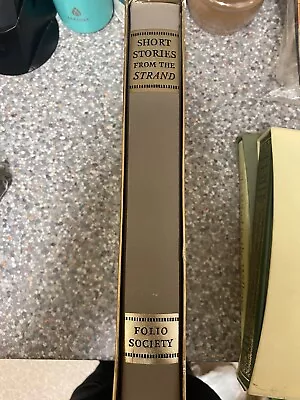 SHORT
STORIES
FROM THE
STRAND
FOLIO
SOCIETY